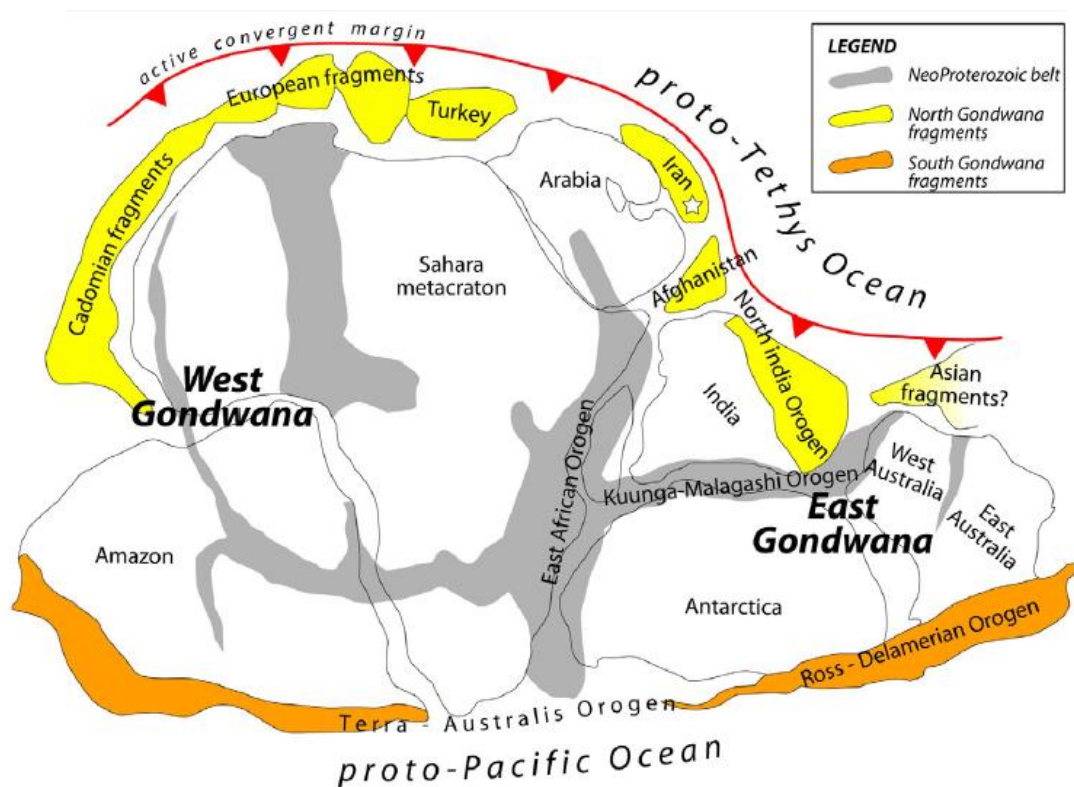 active convergent margin
LEGEND
NeoProterozoic belt
North Gondwana
fragments
South Gondwana
fragments
European fragments
Turkey
proto-Tethys Ocean
Iran
Arabia
Cadomian fragments
Sahara
metacraton
Afghanistan
North india Orogen
West
Gondwana
India
Asian
fragments?
East African Orogen
Kuunga-Malagashi Orogen
West
Australia
East
Gondwana
East
Australia
Amazon
Antarctica
Ross - Delamerian Orogen
Terra - Australis Orogen
proto-Pacific Ocean